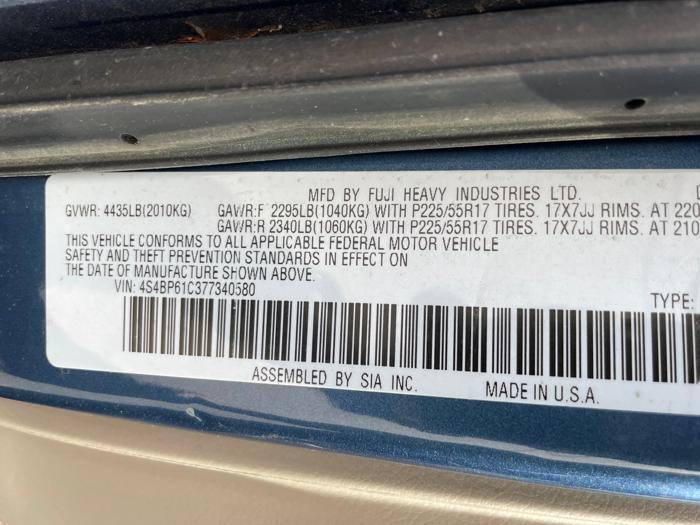 MFD BY FUJI HEAVY INDUSTRIES LTD.
GVWR: 4435LB(2010KG) GAWR:F 2295LB(1040KG) WITH P225/55R17 TIRES. 17X7JJ RIMS. AT 220
GAWR:R 2340LB(1060KG) WITH P225/55R17 TIRES. 17X7JJ RIMS. AT 210
THIS VEHICLE CONFORMS TO ALL APPLICABLE FEDERAL MOTOR VEHICLE
SAFETY AND THEFT PREVENTION STANDARDS IN EFFECT ON
THE DATE OF MANUFACTURE SHOWN ABOVE.
VIN: 4S4BP61C377340580
TYPE:
ASSEMBLED BY SIA INC. MADE IN U.S.A.